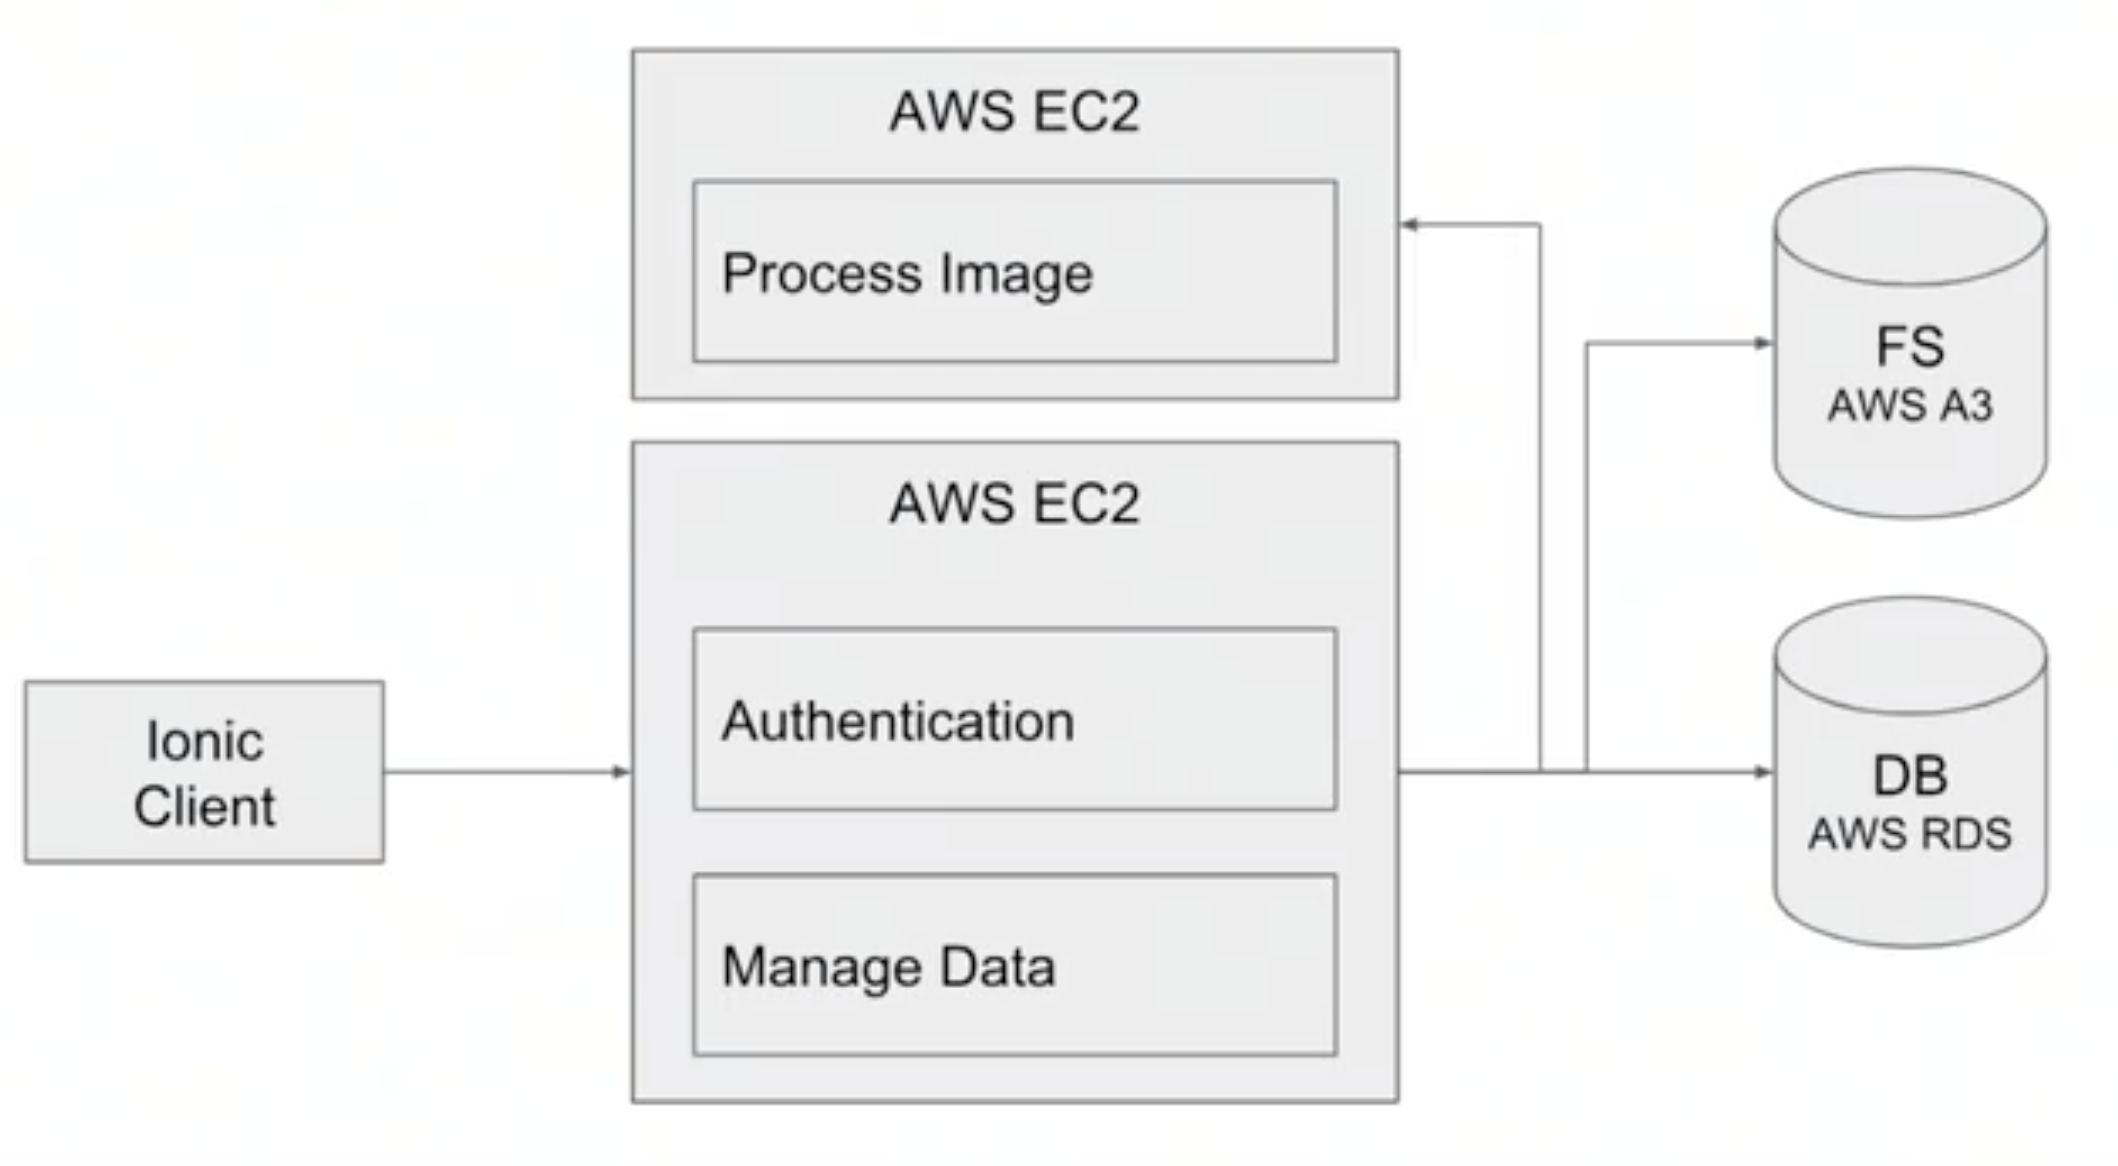 AWS EC2
Process Image
AWS EC2
Authentication
Manage Data
Ionic
Client
FS
AWS A3
DB
AWS RDS